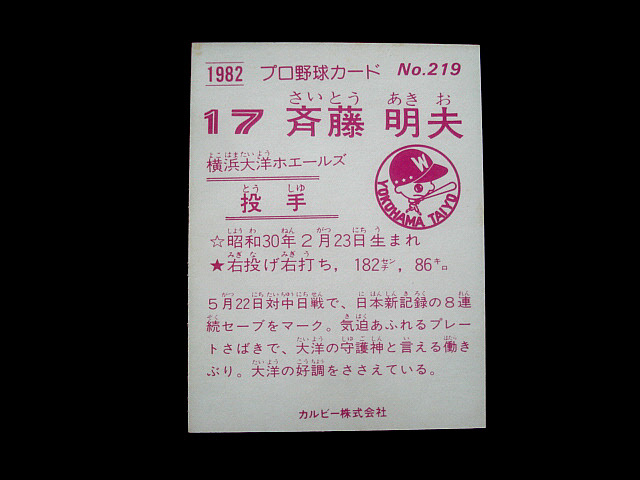 1982 プロ野球カード No.219
さいとう あき お
17 斉藤 明夫
よこ はま たい よう
横浜大洋ホエールズ
W
YOKOHAMA TAIYO
とう しゅ
投手
しょう わ ねん がつ にち う
☆昭和30年2月23日生まれ
みぎ な みぎ う
★右投げ右打ち，182センチ，86キロ。
がつ にち たい ちゅう にち せん に ほん しん き ろく れん
5月22日対中日戦で、日本新記録の8連
ぞく き はく
続セーブをマーク。気迫あふれるプレート
たい よう しゅ ご しん い はたら
さばきで、大洋の守護神と言える働き
たい よう こう ちょう
ぶり。大洋の好調をささえている。
カルビー株式会社